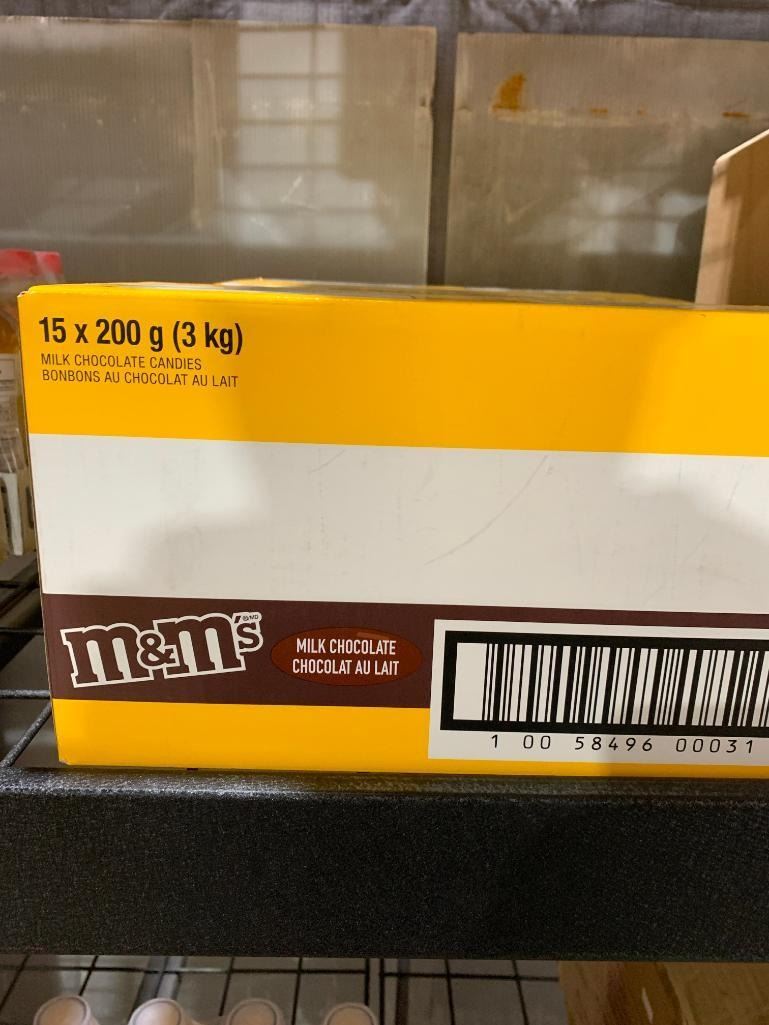 15 x 200 g (3 kg)
MILK CHOCOLATE CANDIES
BONBONS AU CHOCOLAT AU LAIT
m&m's ®/MD
MILK CHOCOLATE
CHOCOLAT AU LAIT
1 00 58496 00031